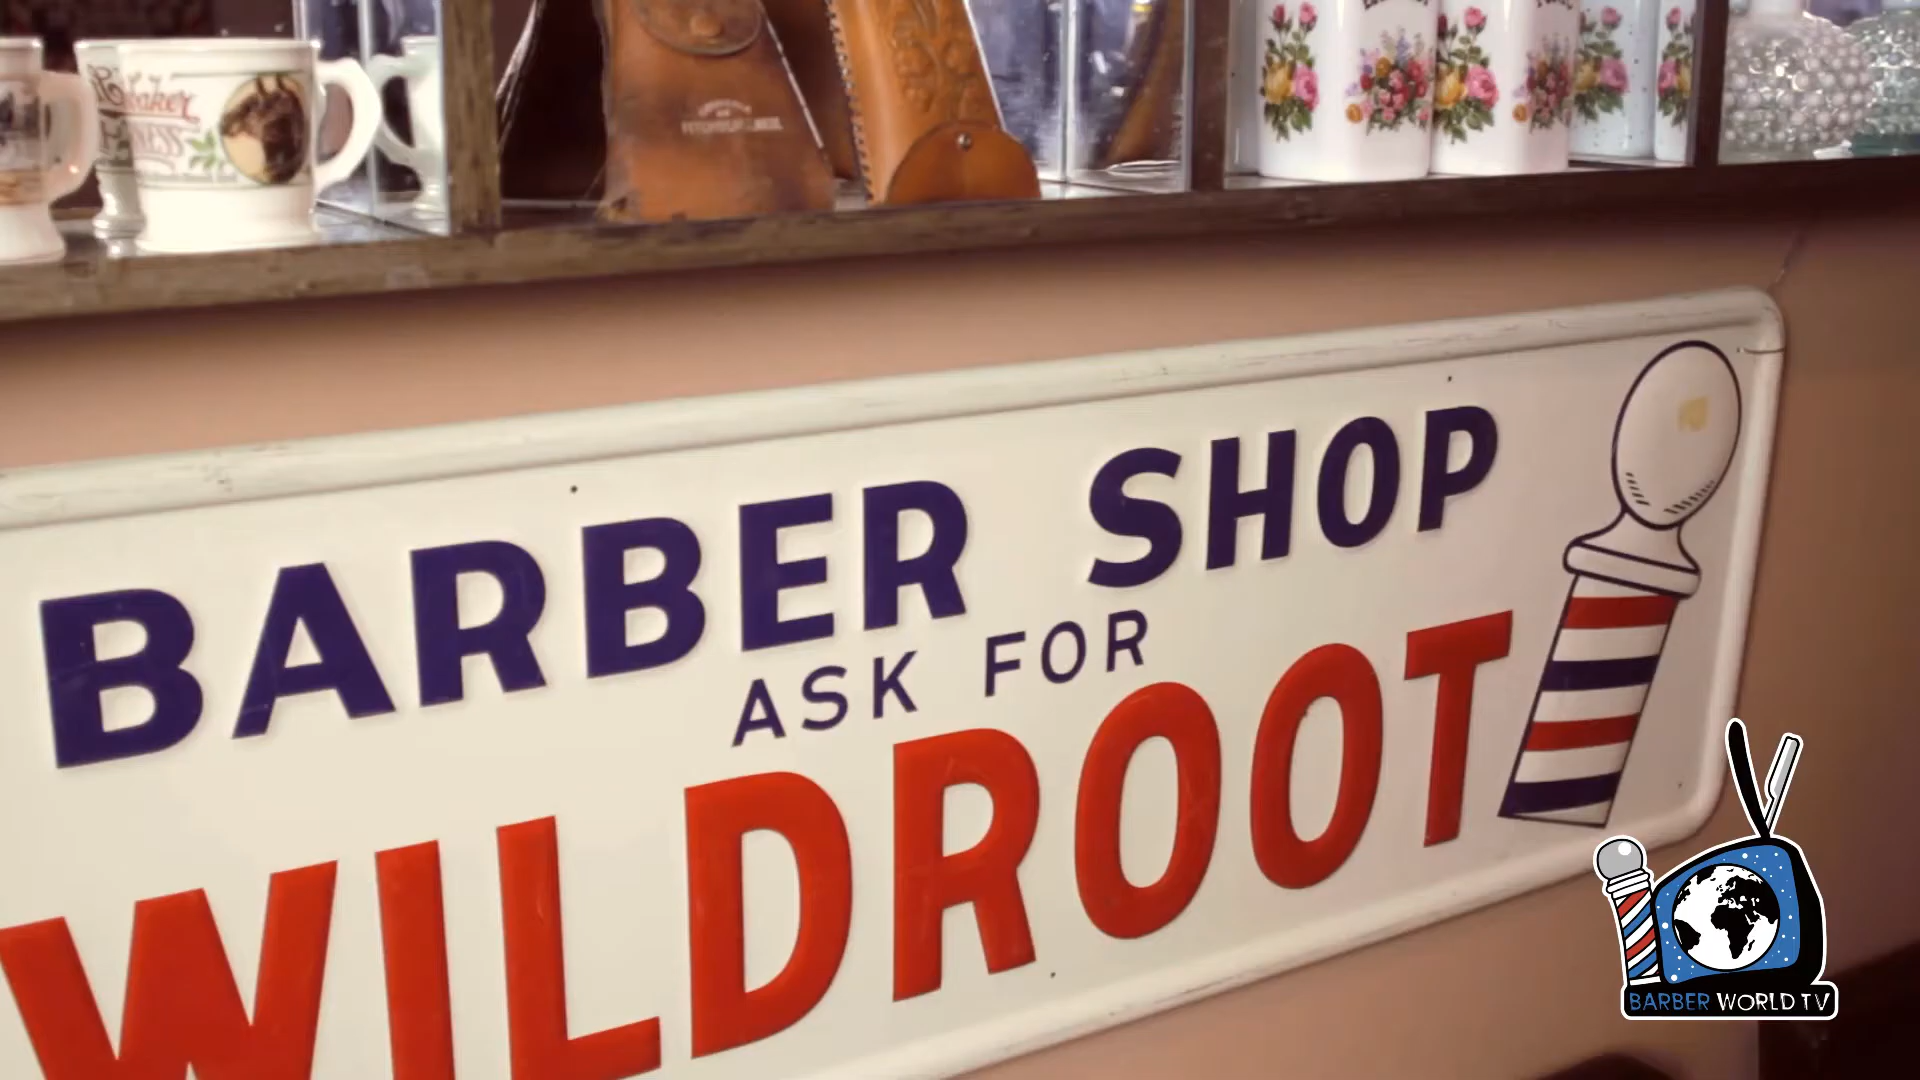 BARBER SHOP
ASK FOR
WILDROOT
BARBER WORLD TV